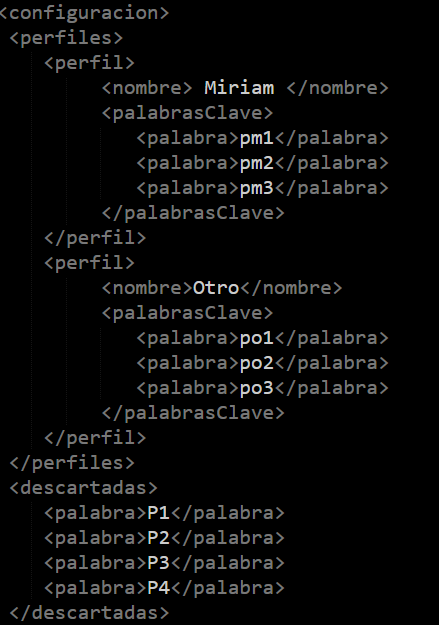 <configuracion>
<perfiles>
<perfil>
<nombre> Miriam </nombre>
<palabrasClave>
<palabra>pm1</palabra>
<palabra>pm2</palabra>
<palabra>pm3</palabra>
</palabrasClave>
</perfil>
<perfil>
<nombre>Otro</nombre>
<palabrasClave>
<palabra>po1</palabra>
<palabra>po2</palabra>
<palabra>po3</palabra>
</palabrasClave>
</perfil>
</perfiles>
<descartadas>
<palabra>P1</palabra>
<palabra>P2</palabra>
<palabra>P3</palabra>
<palabra>P4</palabra>
</descartadas>